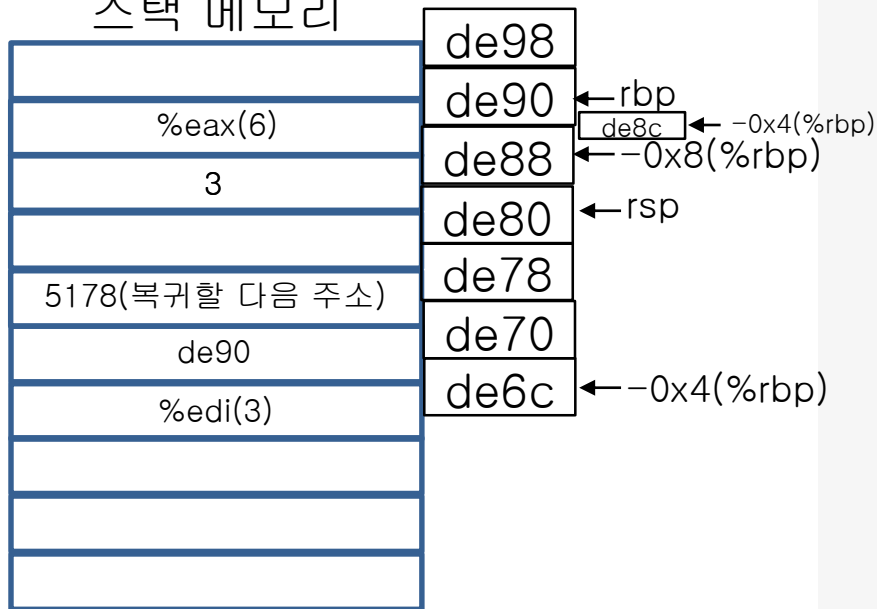 스택 메모리
de98
de90
rbp
%eax(6)
de8c
-0x4(%rbp)
de88
-0x8(%rbp)
3
de80
rsp
de78
5178(복귀할 다음 주소)
de70
de90
de6c
-0x4(%rbp)
%edi(3)